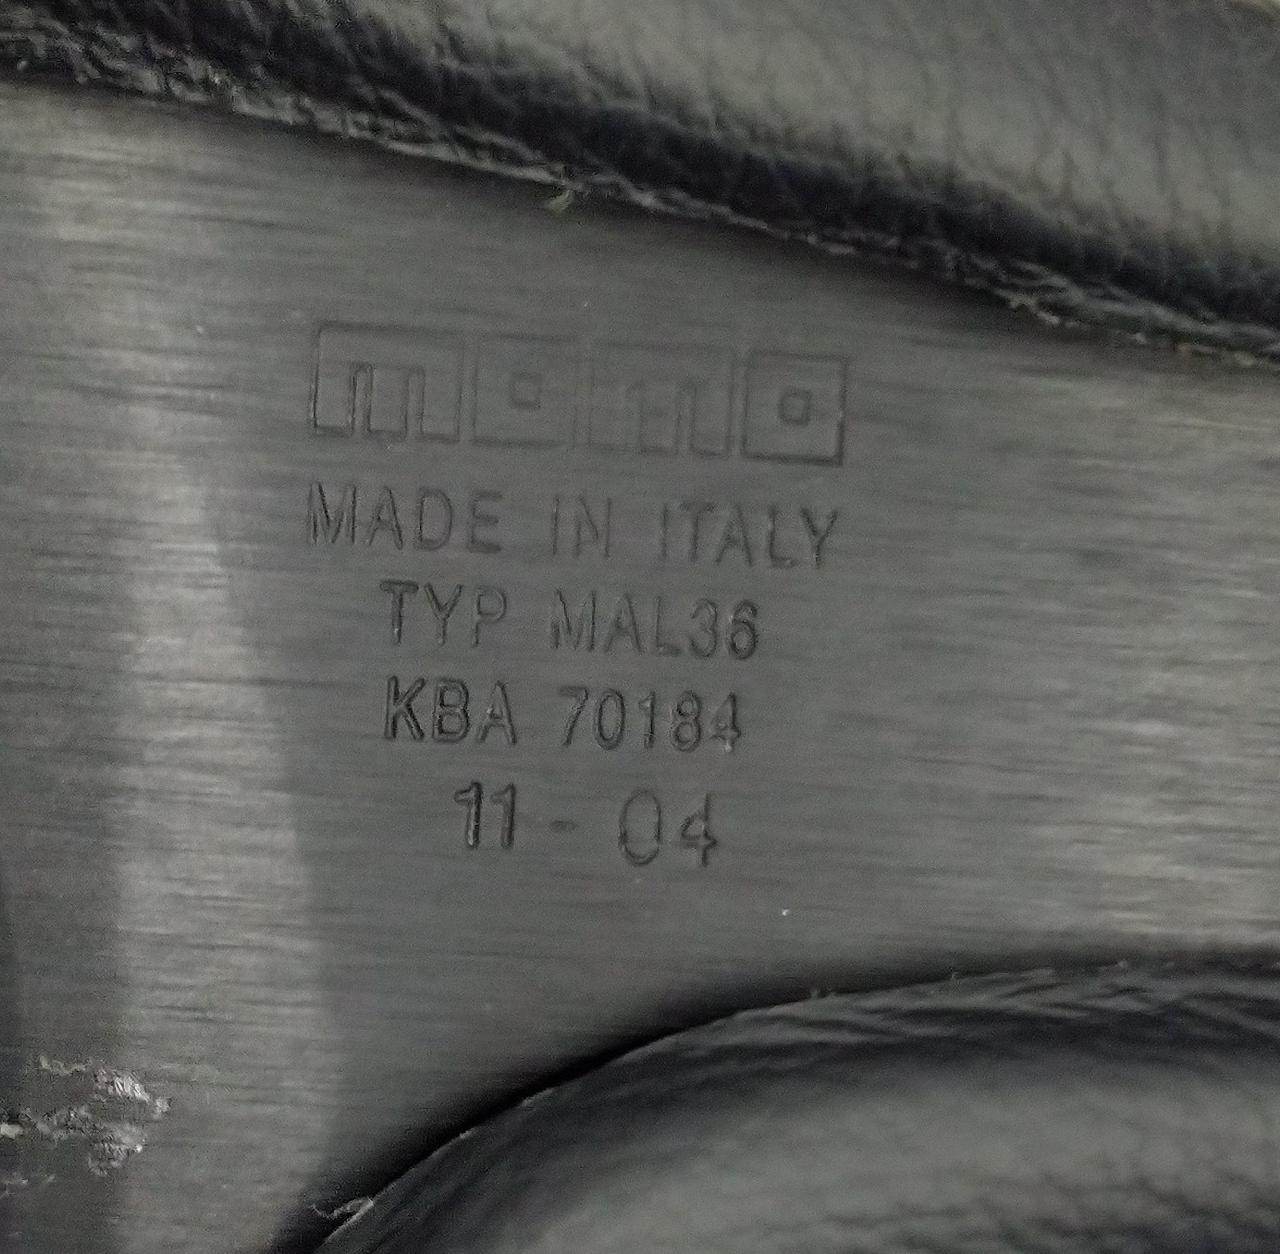 momo
MADE IN ITALY
TYP MAL36
KBA 70184
11 - 04